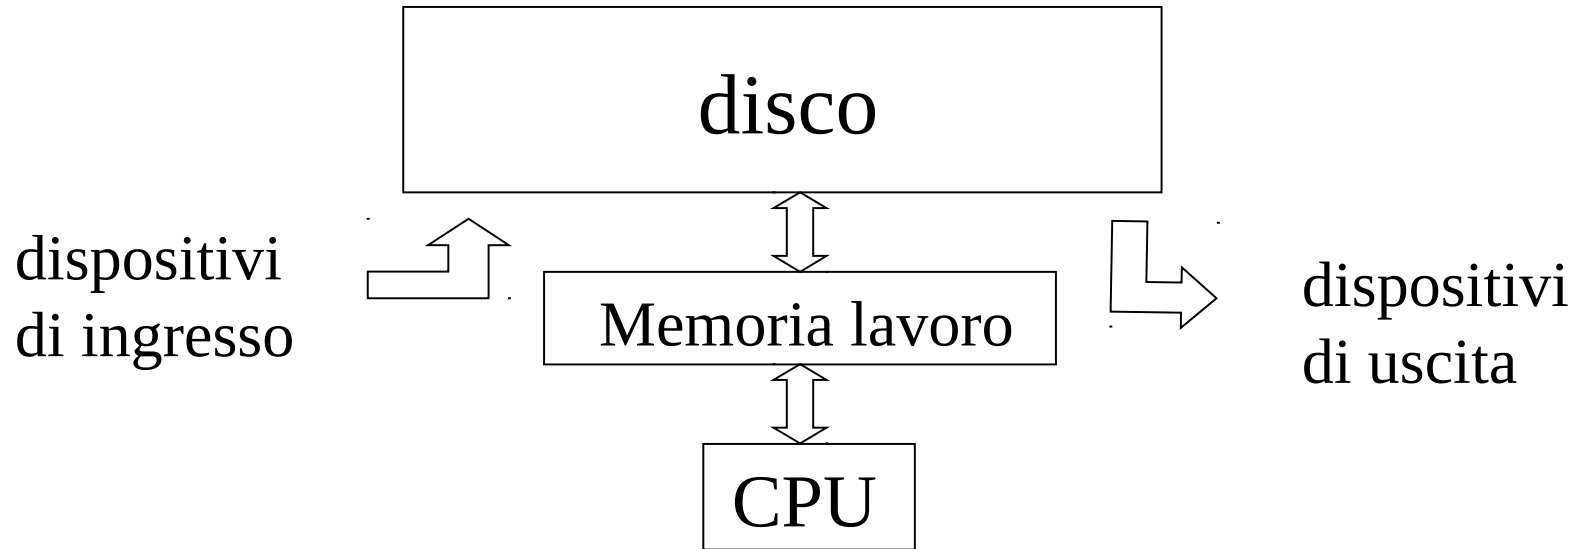 disco
dispositivi
di ingresso
Memoria lavoro
dispositivi
di uscita
CPU